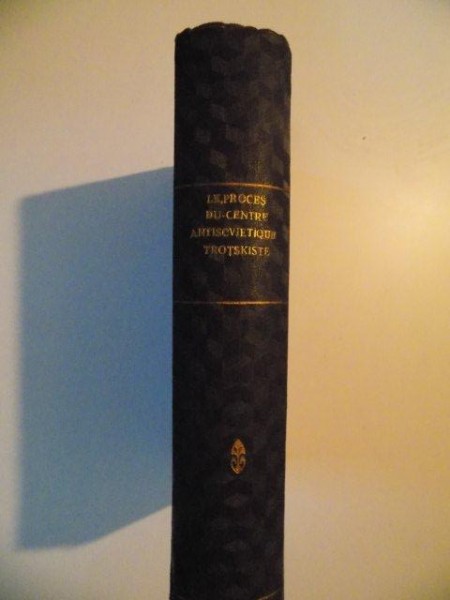 LE PROCES
DU-CENTRE
ANTISOVIETIQUE
TROTSKISTE